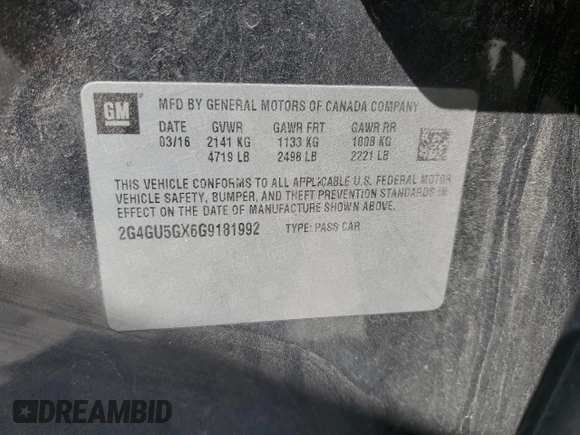 GM
MFD BY GENERAL MOTORS OF CANADA COMPANY
DATE GVWR GAWR FRT GAWR RR
03/16 2141 KG 1133 KG 1008 KG
4719 LB 2498 LB 2221 LB
THIS VEHICLE CONFORMS TO ALL APPLICABLE U.S. FEDERAL MOTOR
VEHICLE SAFETY, BUMPER, AND THEFT PREVENTION STANDARDS IN
EFFECT ON THE DATE OF MANUFACTURE SHOWN ABOVE.
2G4GU5GX6G9181992 TYPE: PASS CAR
DREAMBID